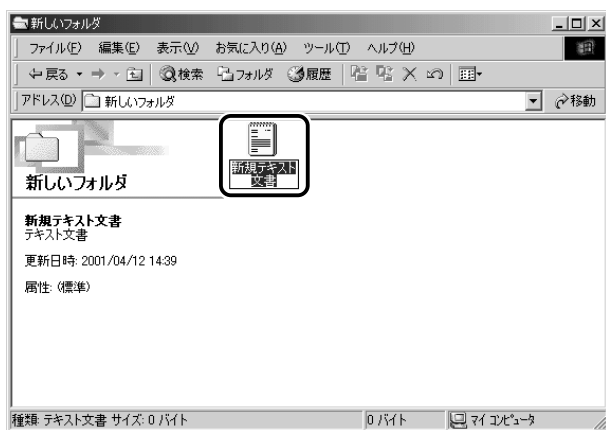 新しいフォルダ
ファイル(F) 編集(E) 表示(V) お気に入り(A) ツール(T) ヘルプ(H)
戻る 検索 フォルダ 履歴
アドレス(D) 新しいフォルダ 移動
新規テキスト
文書
新しいフォルダ
新規テキスト文書
テキスト文書
更新日時: 2001/04/12 14:39
属性: (標準)
種類: テキスト文書 サイズ: 0 バイト 0 バイト マイ コンピュータ